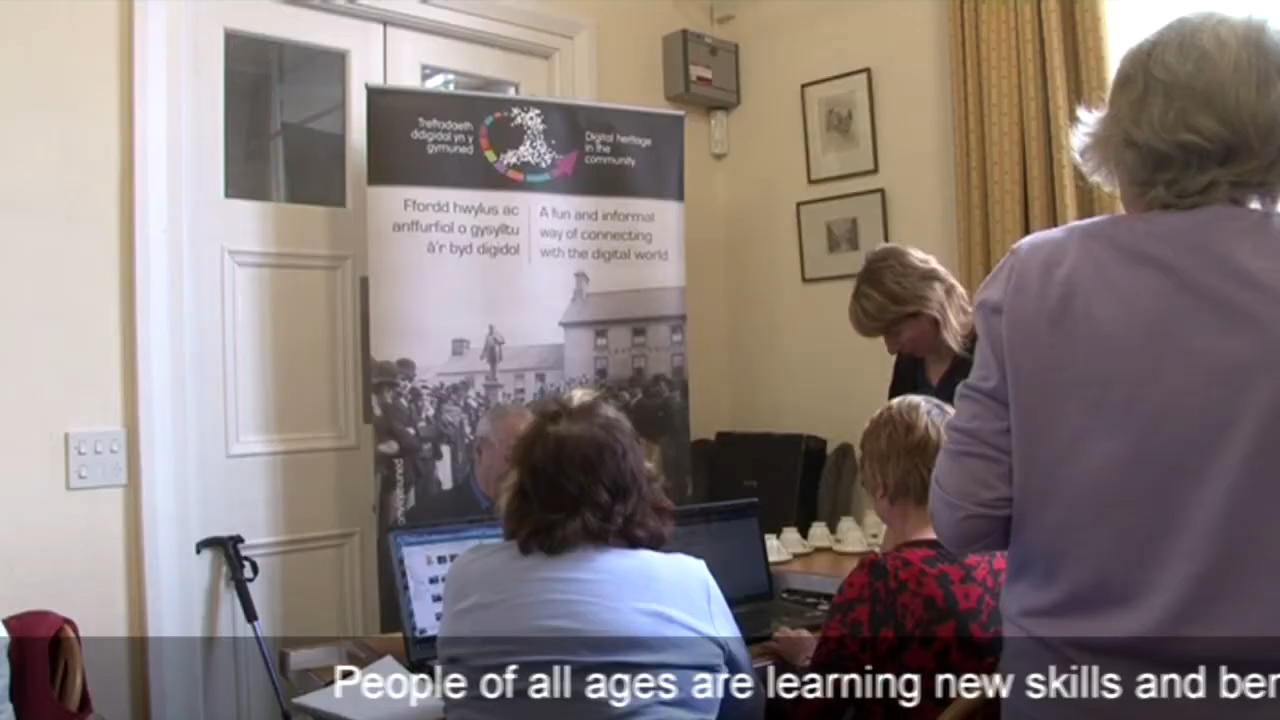 Treftadaeth
ddigidol yn y
gymuned
Digital heritage
in the
community
Ffordd hwylus ac
anffurfiol o gysylltu
â'r byd digidol
A fun and informal
way of connecting
with the digital world
People of all ages are learning new skills and ber